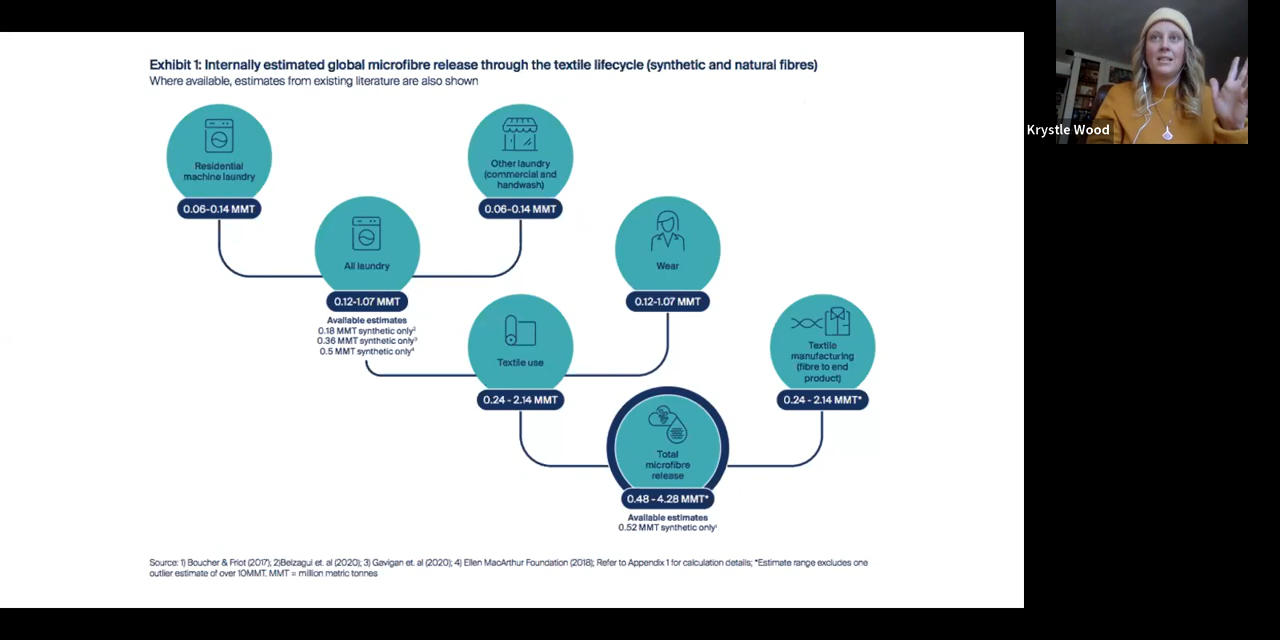 Exhibit 1: Internally estimated global microfibre release through the textile lifecycle (synthetic and natural fibres)
Where available, estimates from existing literature are also shown
Krystle Wood
Residential
machine laundry
0.06-0.14 MMT
Other laundry
(commercial and
handwash)
0.06-0.14 MMT
All laundry
0.12-1.07 MMT
Available estimates
0.18 MMT synthetic only²
0.36 MMT synthetic only³
0.5 MMT synthetic only⁴
Wear
0.12-1.07 MMT
Textile use
0.24 - 2.14 MMT
Textile
manufacturing
(fibre to end
product)
0.24 - 2.14 MMT*
Total
microfibre
release
0.48 - 4.28 MMT*
Available estimates
0.52 MMT synthetic only¹
Source: 1) Boucher & Friot (2017); 2)Belzagui et. al (2020); 3) Gavigan et. al (2020); 4) Ellen MacArthur Foundation (2018); Refer to Appendix 1 for calculation details; *Estimate range excludes one
outlier estimate of over 10MMT. MMT = million metric tonnes